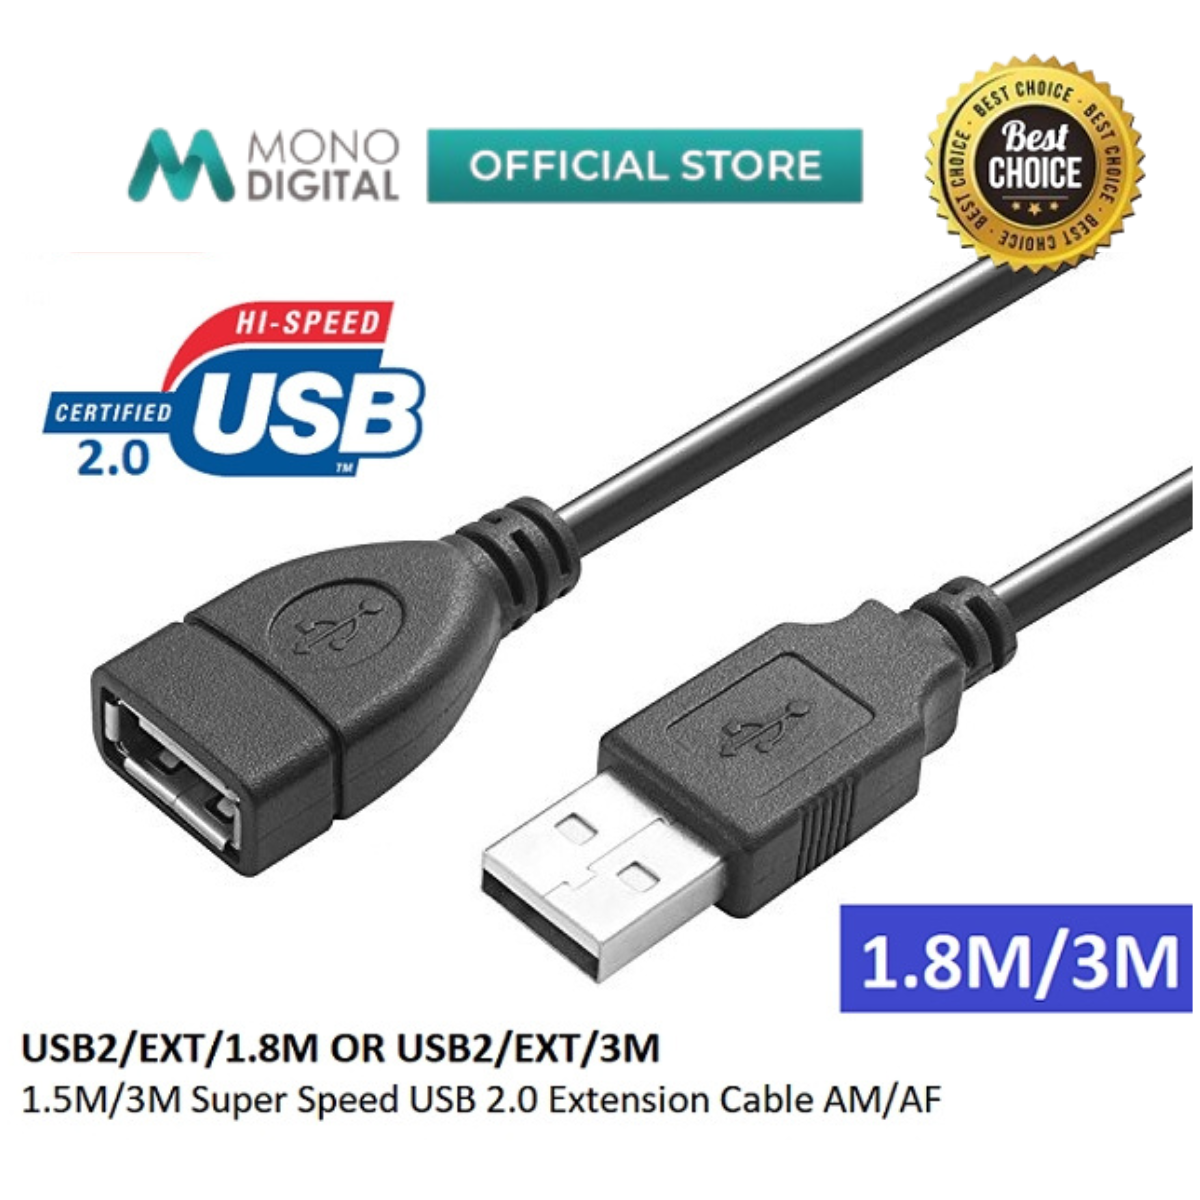 MONO
DIGITAL
OFFICIAL STORE
BEST CHOICE · BEST CHOICE · BEST CHOICE · BEST CHOICE ·
Best
CHOICE
HI-SPEED
CERTIFIED
USB
2.0
TM
1.8M/3M
USB2/EXT/1.8M OR USB2/EXT/3M
1.5M/3M Super Speed USB 2.0 Extension Cable AM/AF